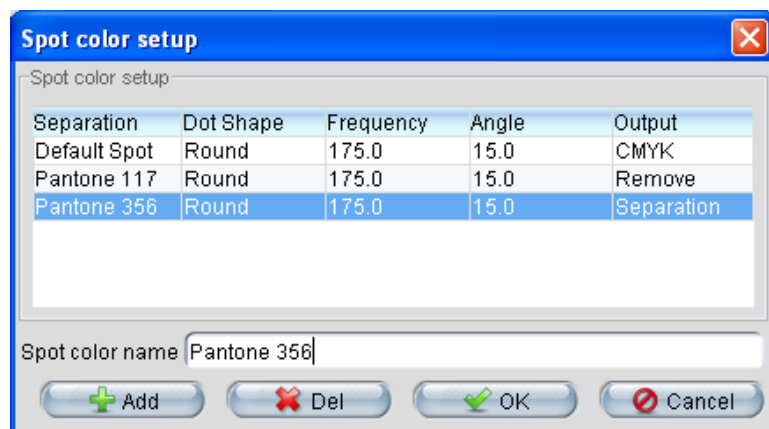 Spot color setup
Spot color setup
Separation Dot Shape Frequency Angle Output
Default Spot Round 175.0 15.0 CMYK
Pantone 117 Round 175.0 15.0 Remove
Pantone 356 Round 175.0 15.0 Separation
Spot color name Pantone 356
Add Del OK Cancel